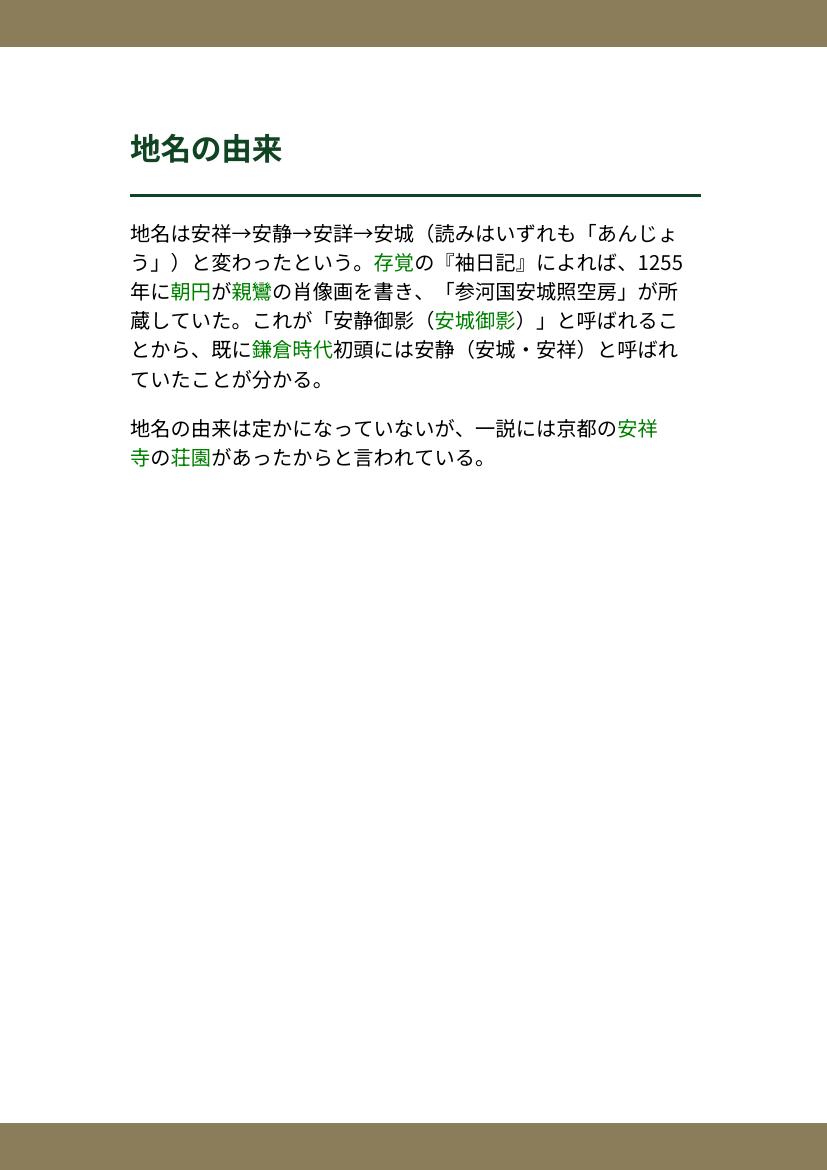 地名の由来
地名は安祥→安静→安詳→安城（読みはいずれも「あんじょ
う」）と変わったという。存覚の『袖日記』によれば、1255
年に朝円が親鸞の肖像画を書き、「参河国安城照空房」が所
蔵していた。これが「安静御影（安城御影）」と呼ばれるこ
とから、既に鎌倉時代初頭には安静（安城・安祥）と呼ばれ
ていたことが分かる。
地名の由来は定かになっていないが、一説には京都の安祥
寺の荘園があったからと言われている。